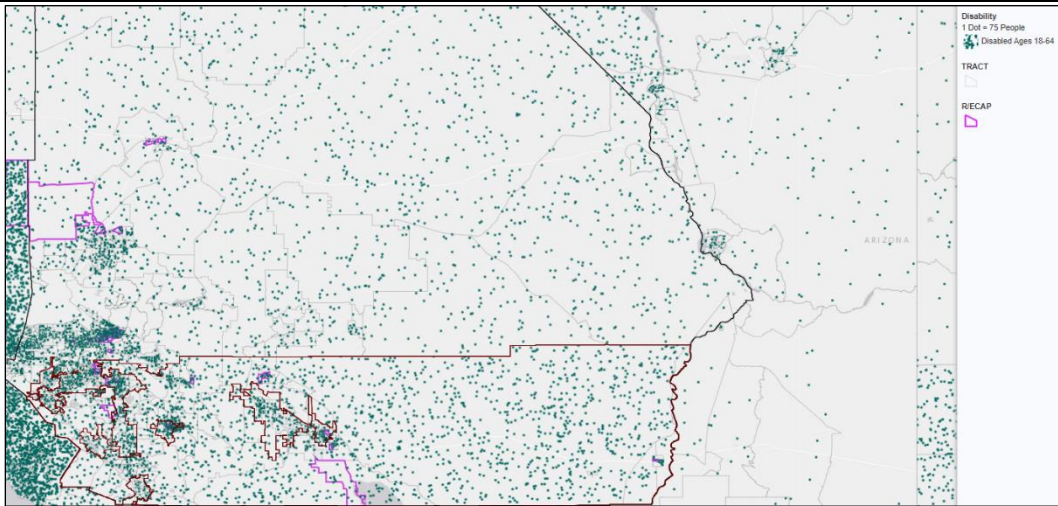 Disability
1 Dot = 75 People
Disabled Ages 18-64
TRACT
R/ECAP
ARIZONA